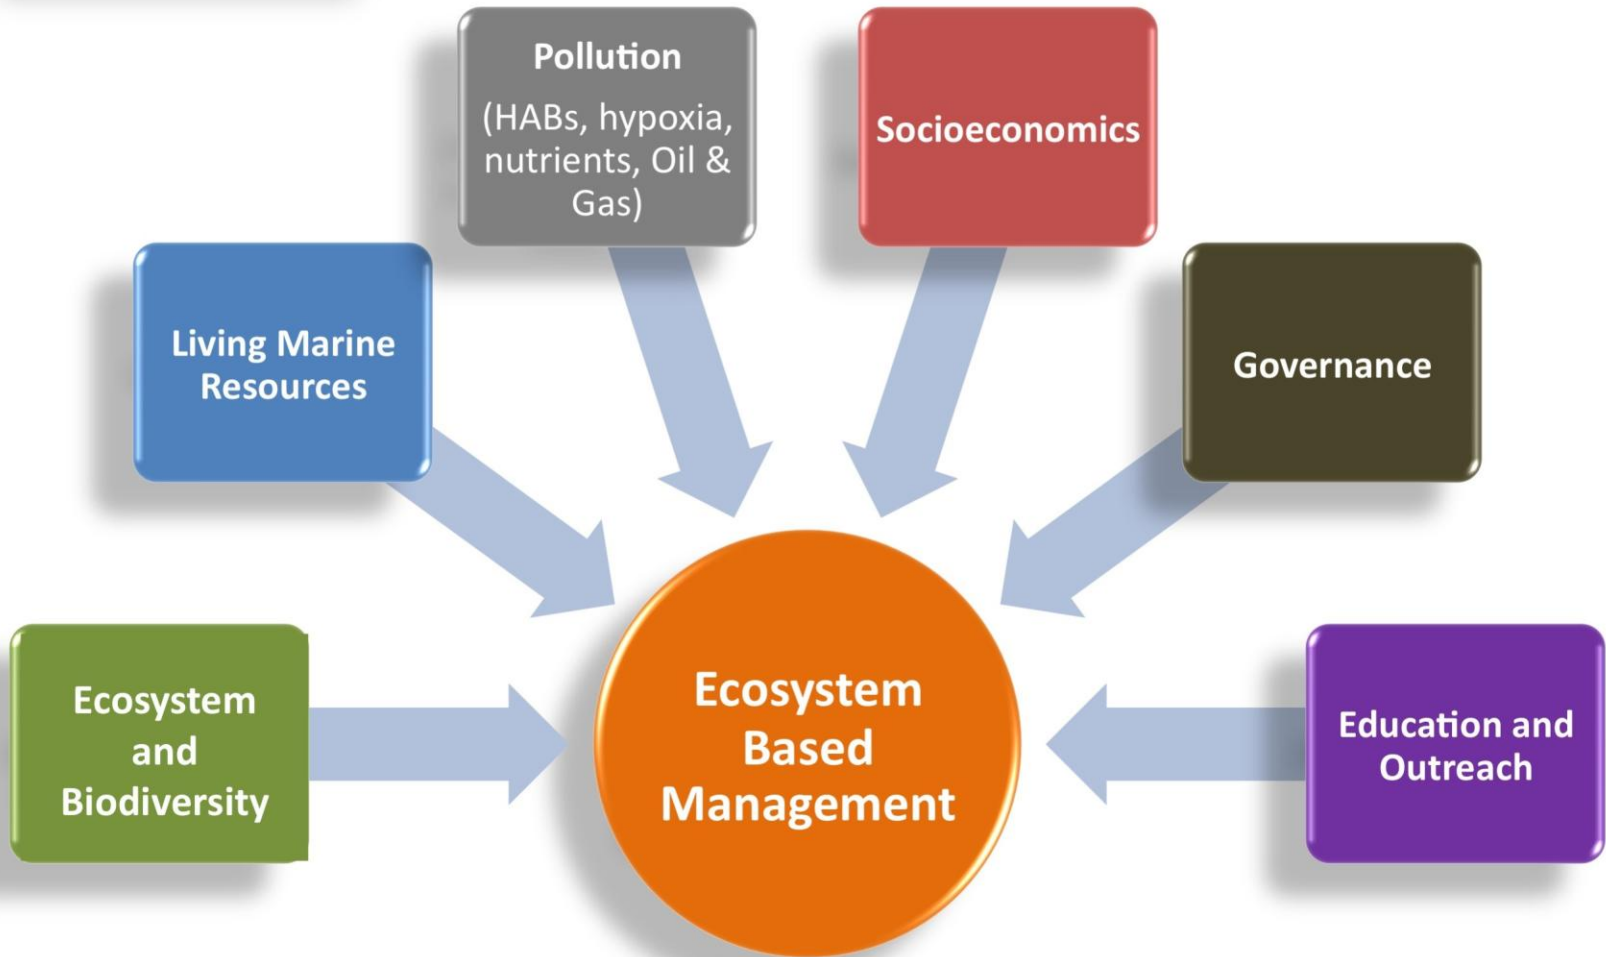 Pollution
(HABs, hypoxia,
nutrients, Oil &
Gas)
Socioeconomics
Living Marine
Resources
Governance
Ecosystem
and
Biodiversity
Ecosystem
Based
Management
Education and
Outreach